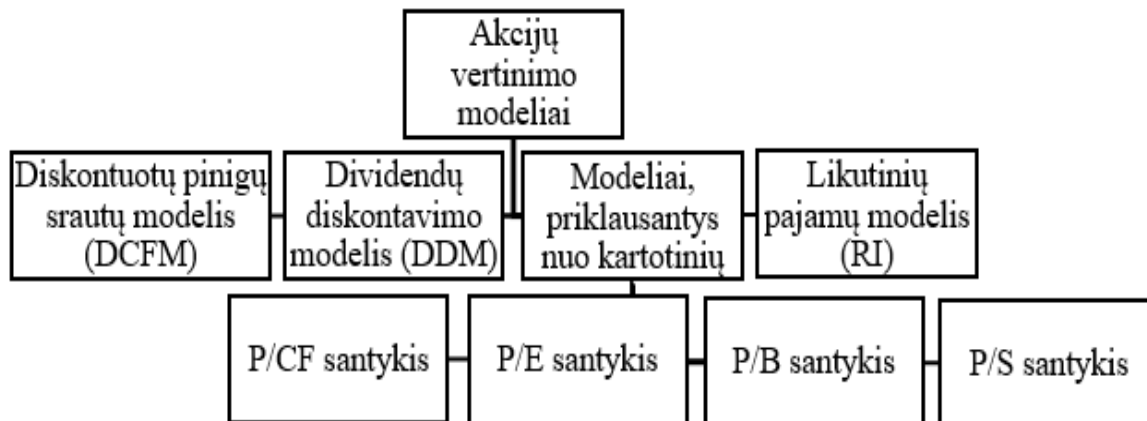 Akcijų
vertinimo
modeliai
Diskontuotų pinigų
srautų modelis
(DCFM)
Dividendų
diskontavimo
modelis (DDM)
Modeliai,
priklausantys
nuo kartotinių
Likutinių
pajamų modelis
(RI)
P/CF santykis
P/E santykis
P/B santykis
P/S santykis